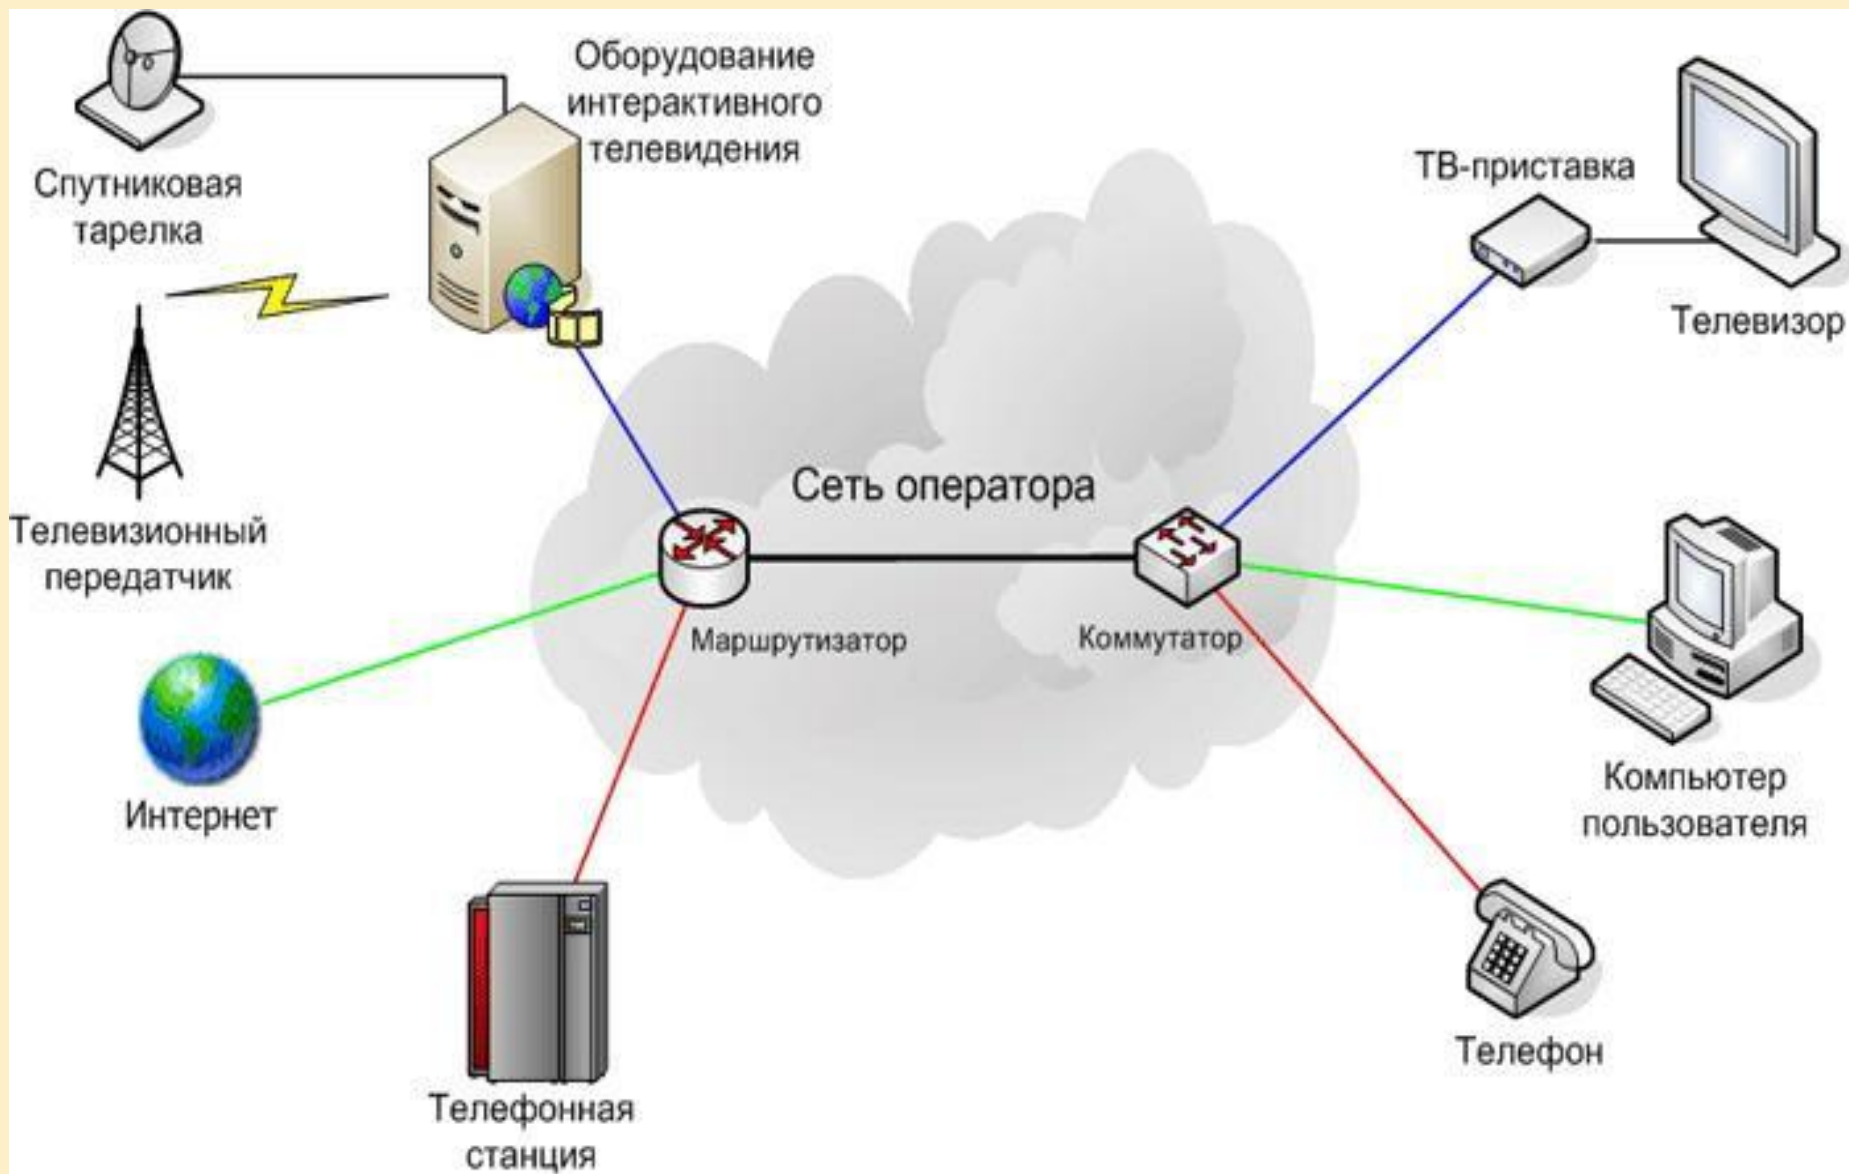 Оборудование
интерактивного
телевидения
Спутниковая
тарелка
ТВ-приставка
Телевизор
Телевизионный
передатчик
Сеть оператора
Маршрутизатор
Коммутатор
Интернет
Компьютер
пользователя
Телефон
Телефонная
станция